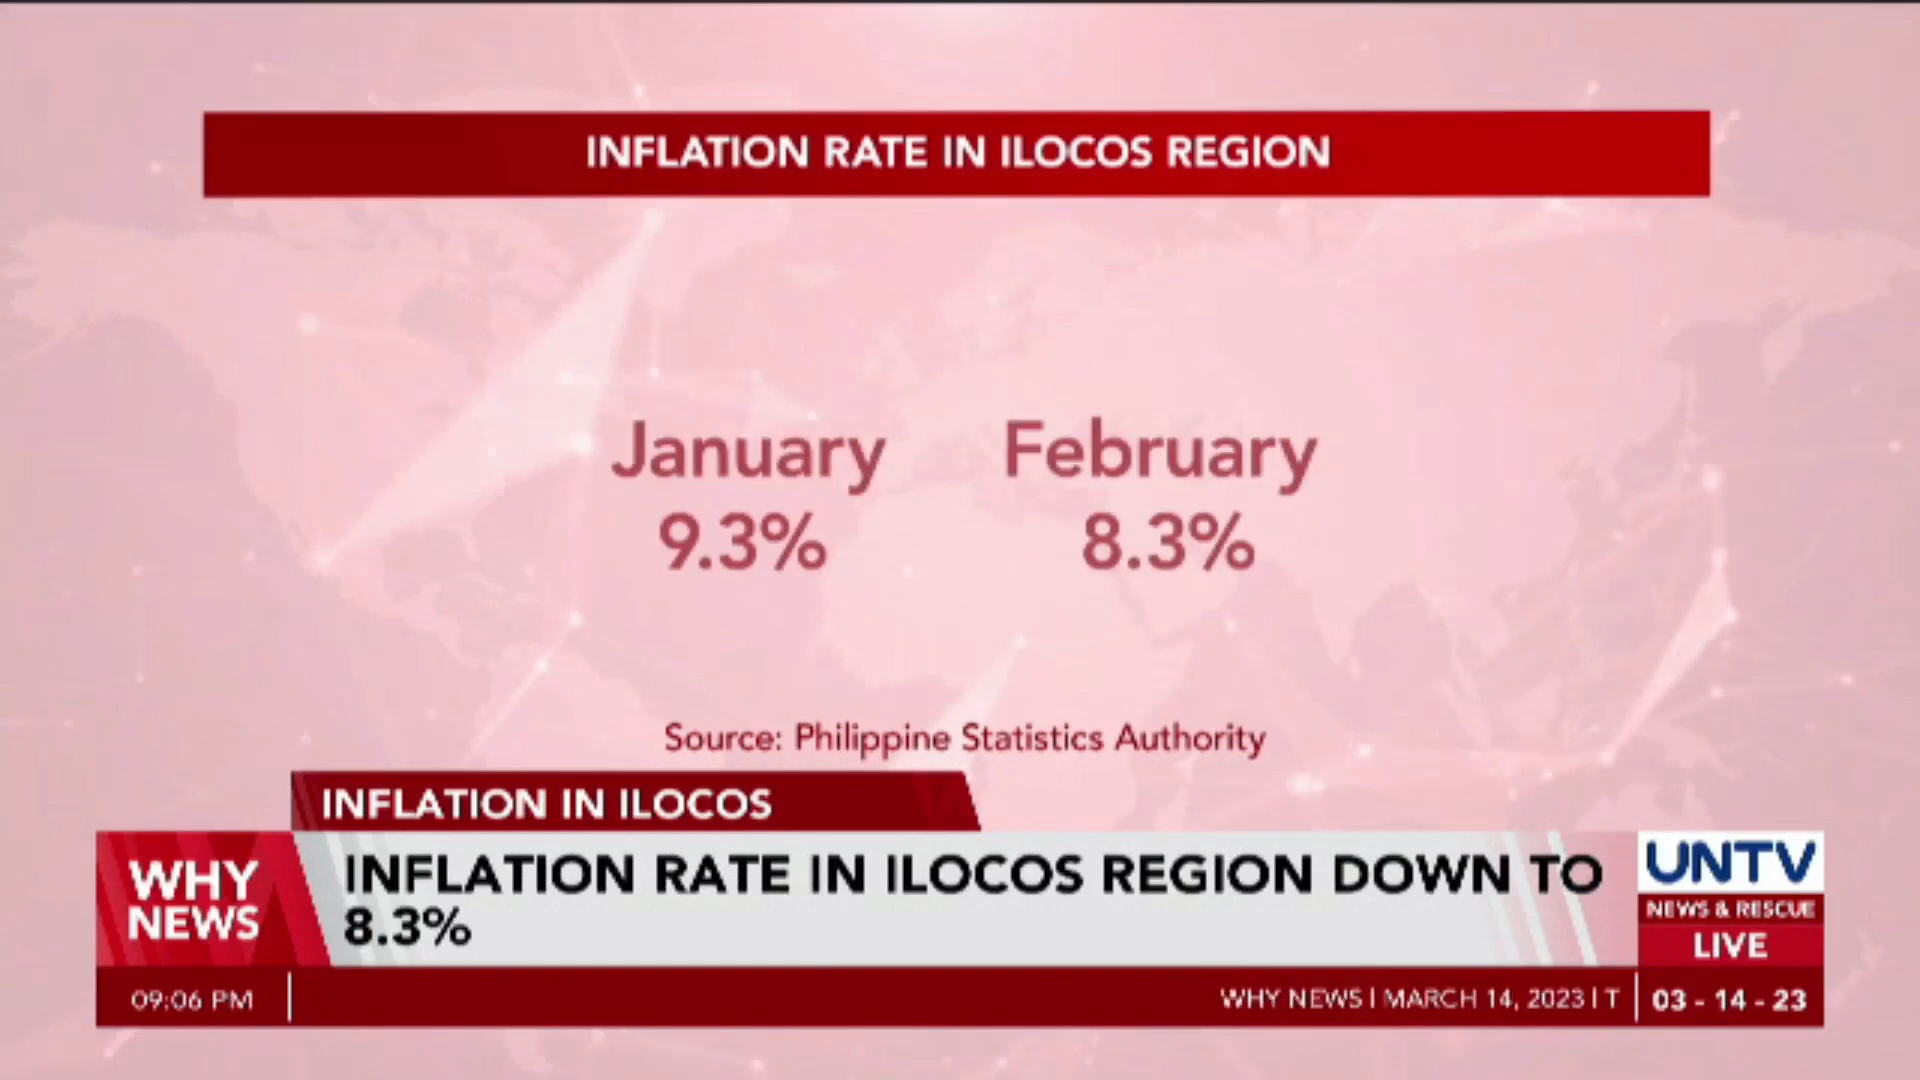 INFLATION RATE IN ILOCOS REGION
January February
9.3% 8.3%
Source: Philippine Statistics Authority
INFLATION IN ILOCOS
WHY
NEWS
INFLATION RATE IN ILOCOS REGION DOWN TO
8.3%
UNTV
NEWS & RESCUE
LIVE
09:06 PM
WHY NEWS | MARCH 14, 2023 | T
03 - 14 - 23